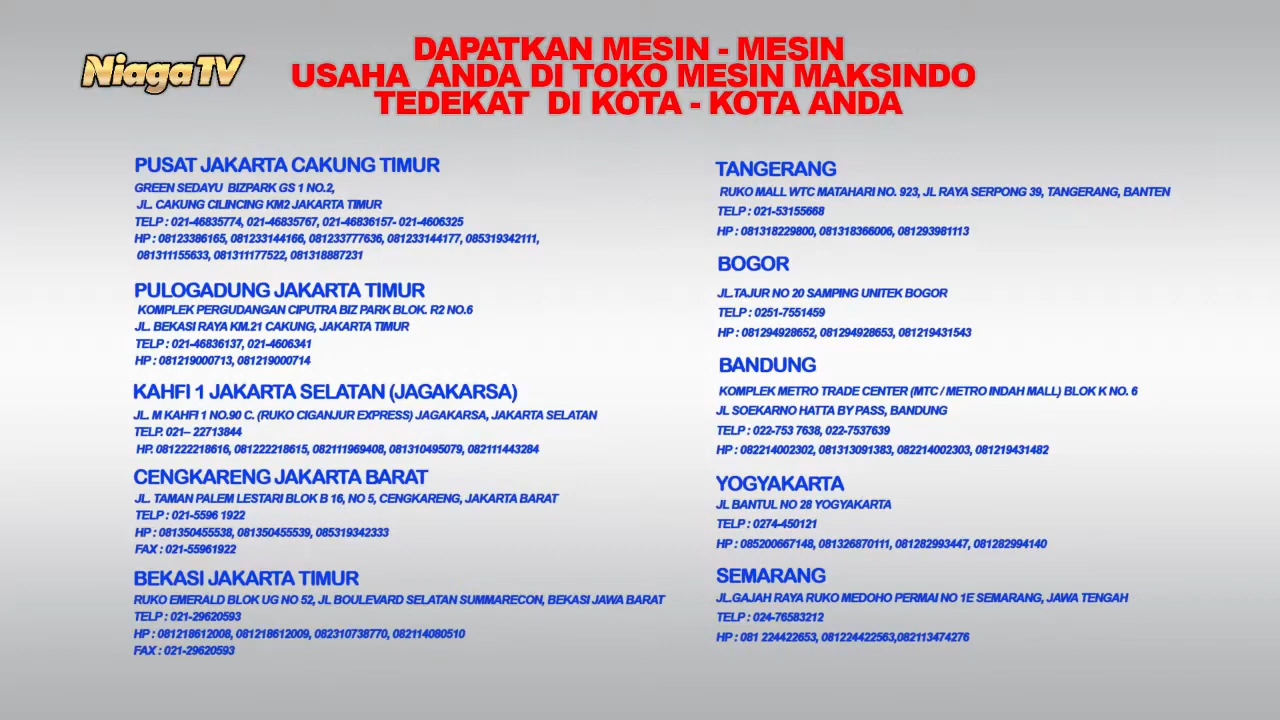 NiagaTV
DAPATKAN MESIN - MESIN
USAHA ANDA DI TOKO MESIN MAKSINDO
TEDEKAT DI KOTA - KOTA ANDA
PUSAT JAKARTA CAKUNG TIMUR
GREEN SEDAYU BIZPARK GS 1 NO.2,
JL. CAKUNG CILINCING KM2 JAKARTA TIMUR
TELP : 021-46835774, 021-46835767, 021-46836157- 021-4606325
HP : 08123386165, 081233144166, 081233777636, 081233144177, 085319342111,
081311155633, 081311177522, 081318887231
PULOGADUNG JAKARTA TIMUR
KOMPLEK PERGUDANGAN CIPUTRA BIZ PARK BLOK. R2 NO.6
JL. BEKASI RAYA KM.21 CAKUNG, JAKARTA TIMUR
TELP : 021-46836137, 021-4606341
HP : 081219000713, 081219000714
KAHFI 1 JAKARTA SELATAN (JAGAKARSA)
JL. M KAHFI 1 NO.90 C. (RUKO CIGANJUR EXPRESS) JAGAKARSA, JAKARTA SELATAN
TELP. 021– 22713844
HP. 081222218616, 081222218615, 082111969408, 081310495079, 082111443284
CENGKARENG JAKARTA BARAT
JL. TAMAN PALEM LESTARI BLOK B 16, NO 5, CENGKARENG, JAKARTA BARAT
TELP : 021-5596 1922
HP : 081350455538, 081350455539, 085319342333
FAX : 021-55961922
BEKASI JAKARTA TIMUR
RUKO EMERALD BLOK UG NO 52, JL BOULEVARD SELATAN SUMMARECON, BEKASI JAWA BARAT
TELP : 021-29620593
HP : 081218612008, 081218612009, 082310738770, 082114080510
FAX : 021-29620593
TANGERANG
RUKO MALL WTC MATAHARI NO. 923, JL RAYA SERPONG 39, TANGERANG, BANTEN
TELP : 021-53155668
HP : 081318229800, 081318366006, 081293981113
BOGOR
JL.TAJUR NO 20 SAMPING UNITEK BOGOR
TELP : 0251-7551459
HP : 081294928652, 081294928653, 081219431543
BANDUNG
KOMPLEK METRO TRADE CENTER (MTC / METRO INDAH MALL) BLOK K NO. 6
JL SOEKARNO HATTA BY PASS, BANDUNG
TELP : 022-753 7638, 022-7537639
HP : 082214002302, 081313091383, 082214002303, 081219431482
YOGYAKARTA
JL BANTUL NO 28 YOGYAKARTA
TELP : 0274-450121
HP : 085200667148, 081326870111, 081282993447, 081282994140
SEMARANG
JL.GAJAH RAYA RUKO MEDOHO PERMAI NO 1E SEMARANG, JAWA TENGAH
TELP : 024-76583212
HP : 081 224422653, 081224422563,082113474276